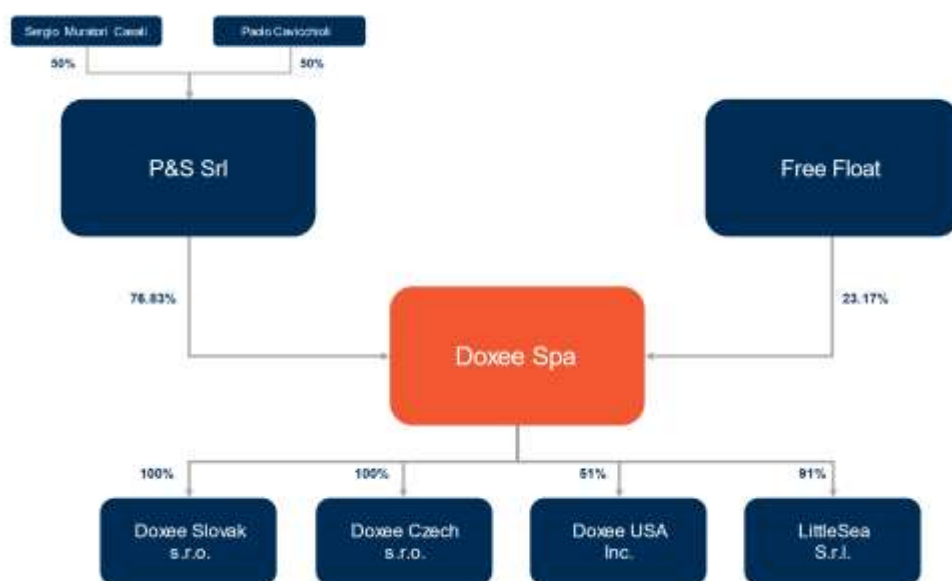 Sergio Muratori Casali
Paolo Cavicchioli
50%
50%
P&S Srl
Free Float
76.83%
23.17%
Doxee Spa
100%
100%
51%
91%
Doxee Slovak
s.r.o.
Doxee Czech
s.r.o.
Doxee USA
Inc.
LittleSea
S.r.l.